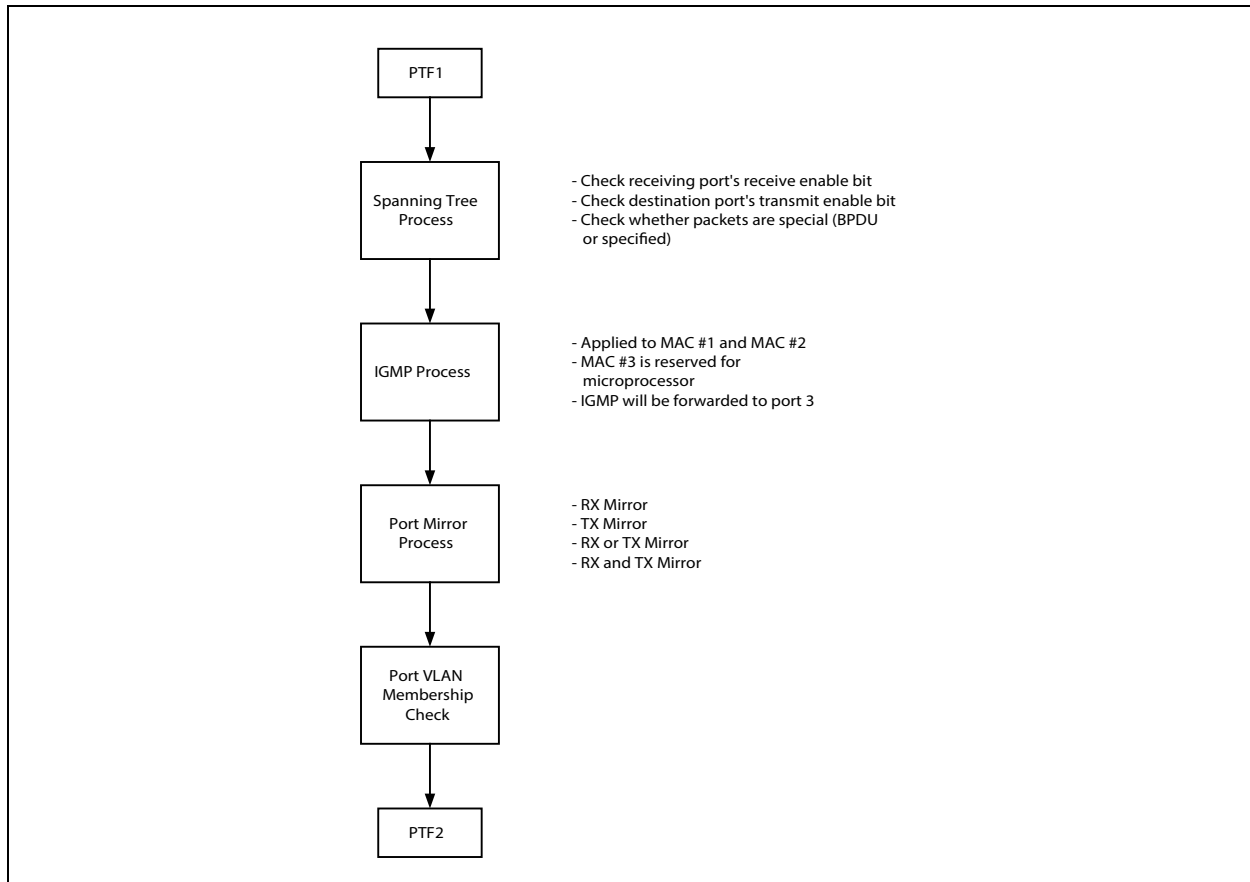 PTF1
Spanning Tree
Process
- Check receiving port's receive enable bit
- Check destination port's transmit enable bit
- Check whether packets are special (BPDU
or specified)
IGMP Process
- Applied to MAC #1 and MAC #2
- MAC #3 is reserved for
microprocessor
- IGMP will be forwarded to port 3
Port Mirror
Process
- RX Mirror
- TX Mirror
- RX or TX Mirror
- RX and TX Mirror
Port VLAN
Membership
Check
PTF2